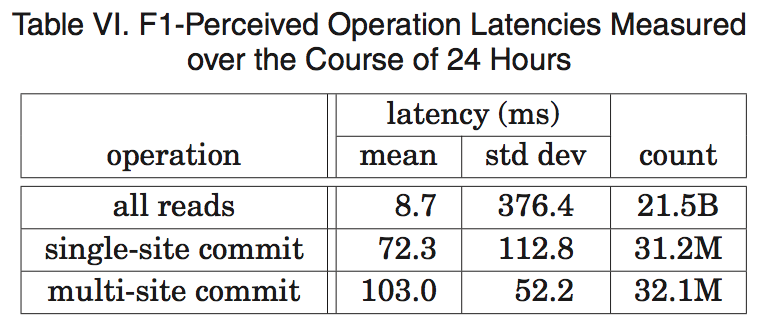 Table VI. F1-Perceived Operation Latencies Measured
over the Course of 24 Hours
latency (ms)
operation mean std dev count
all reads 8.7 376.4 21.5B
single-site commit 72.3 112.8 31.2M
multi-site commit 103.0 52.2 32.1M